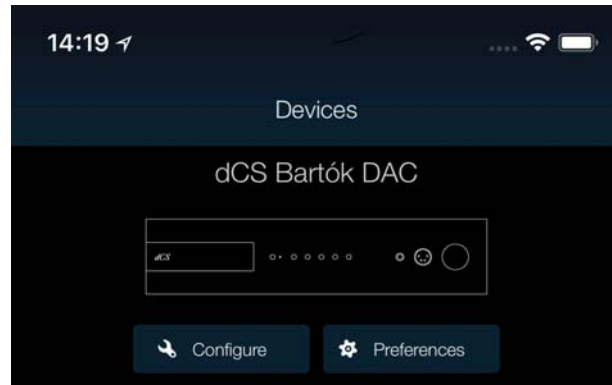 14:19
Devices
dCS Bartók DAC
dCS
Configure
Preferences